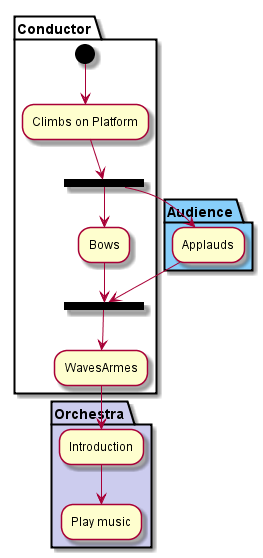 Conductor
Climbs on Platform
Audience
Bows
Applauds
WavesArmes
Orchestra
Introduction
Play music